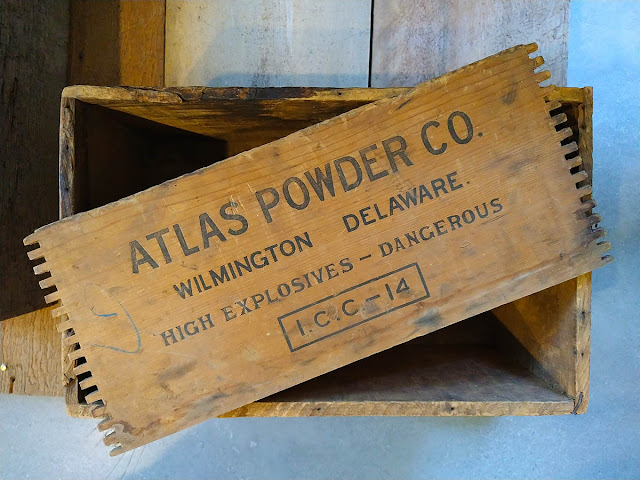 ATLAS POWDER CO.
WILMINGTON DELAWARE.
HIGH EXPLOSIVES – DANGEROUS
I.C.C. – 14